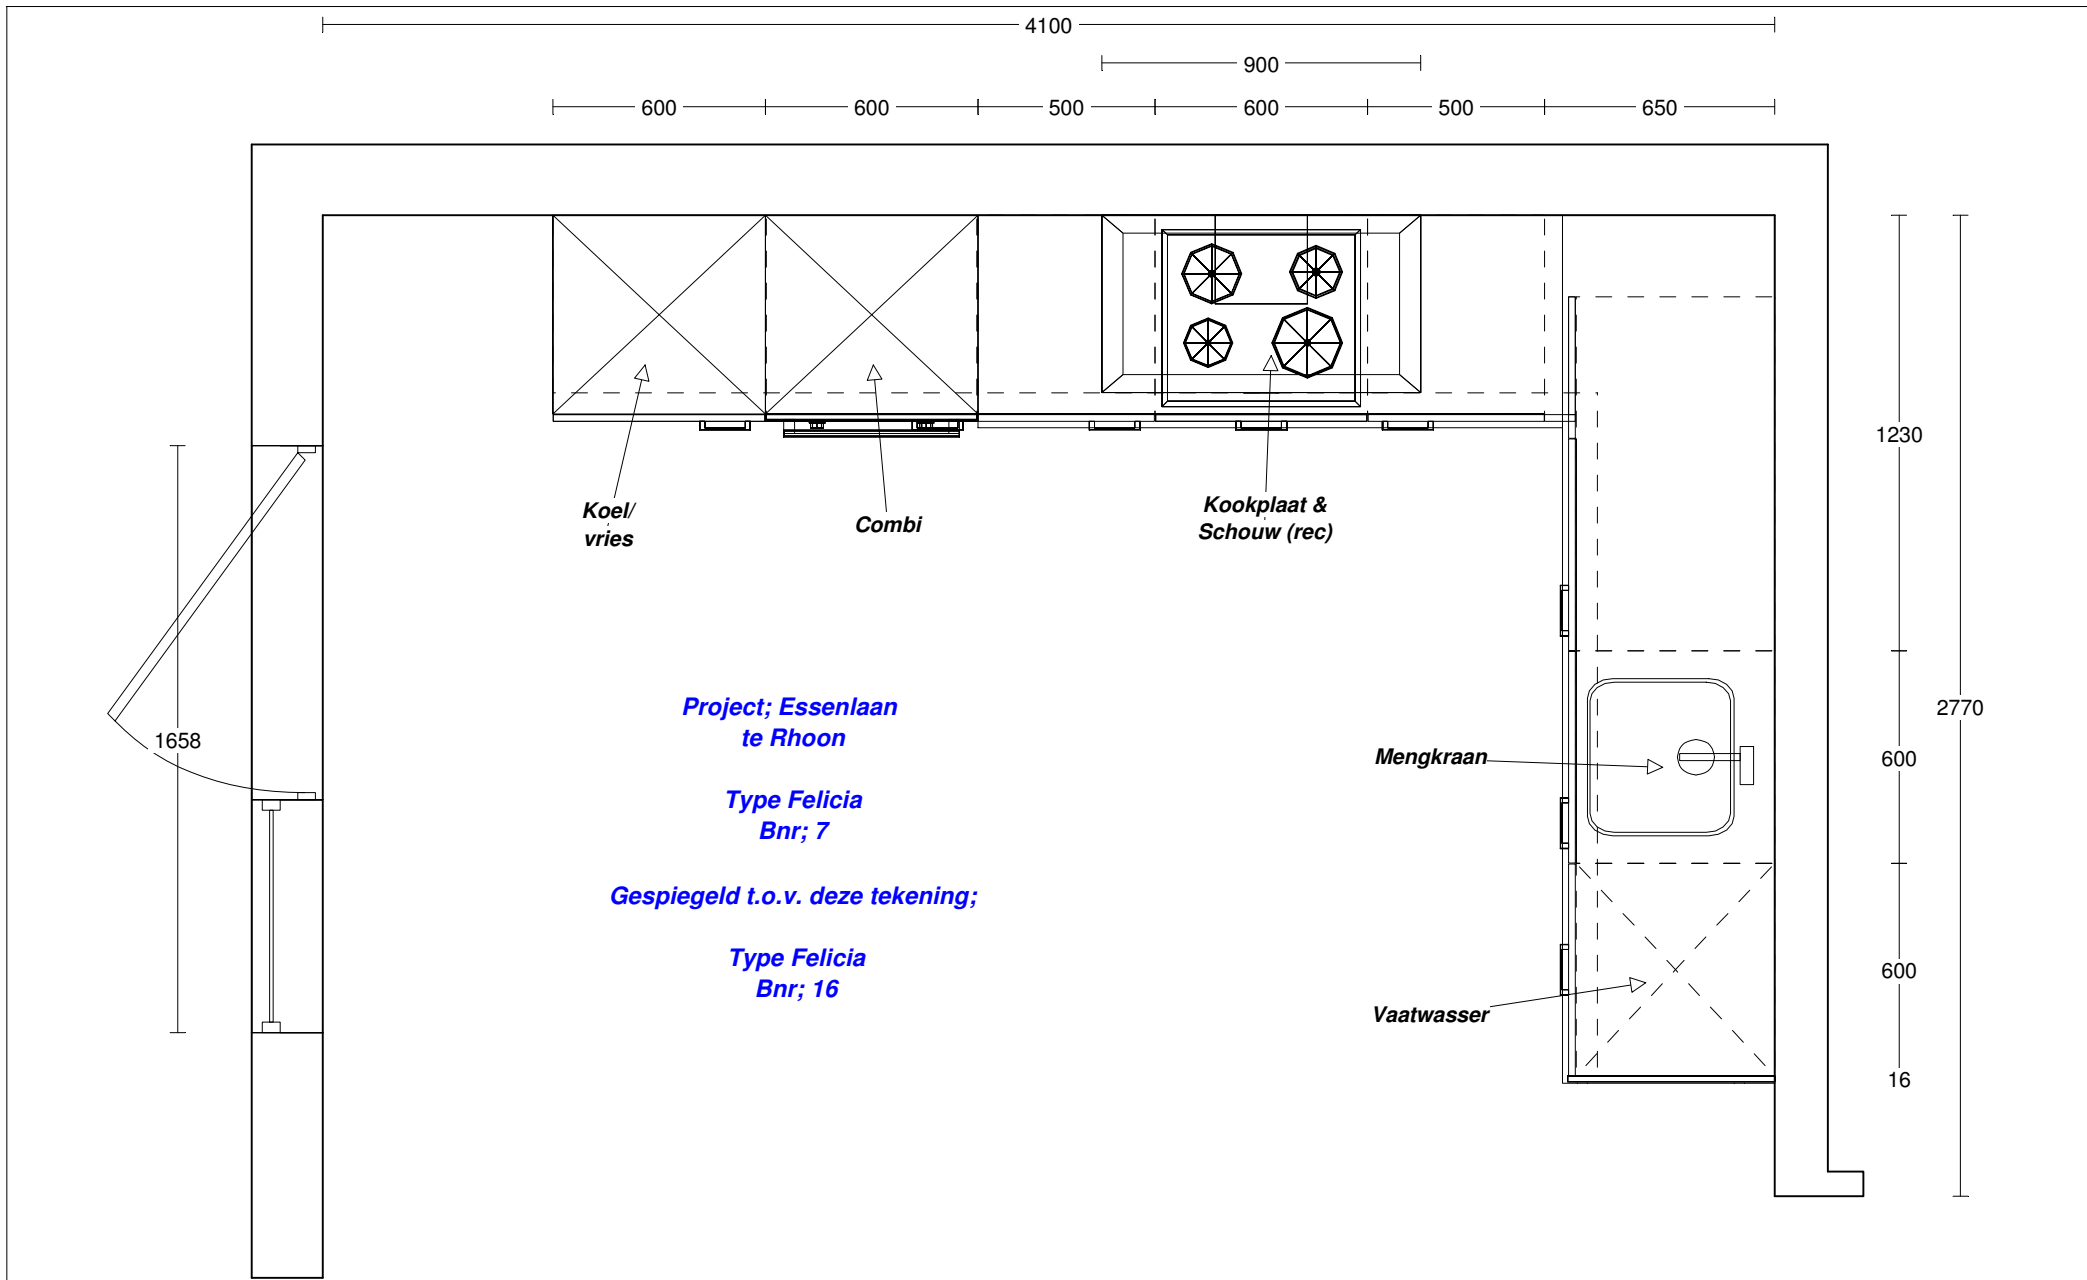 4100
900
600 600 500 600 500 650
1230
Koel/
vries
Combi
Kookplaat &
Schouw (rec)
Project; Essenlaan
te Rhoon
2770
1658
Mengkraan
600
Type Felicia
Bnr; 7
Gespiegeld t.o.v. deze tekening;
Type Felicia
Bnr; 16
600
Vaatwasser
16